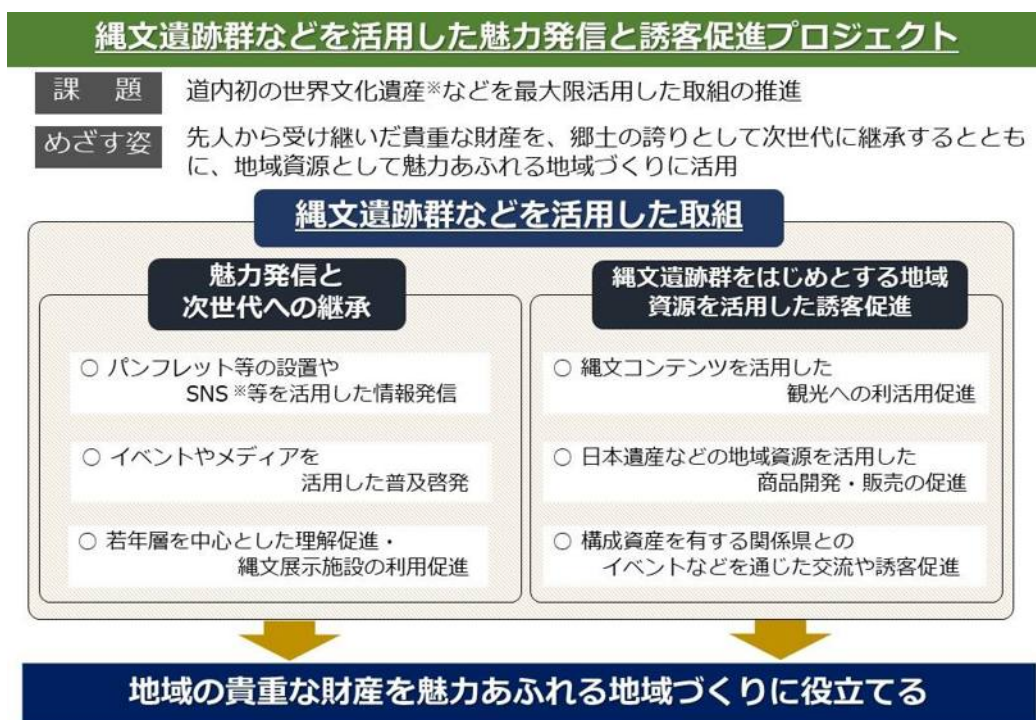 縄文遺跡群などを活用した魅力発信と誘客促進プロジェクト
課題
道内初の世界文化遺産※などを最大限活用した取組の推進
めざす姿
先人から受け継いだ貴重な財産を、郷土の誇りとして次世代に継承するととも
に、地域資源として魅力あふれる地域づくりに活用
縄文遺跡群などを活用した取組
魅力発信と
次世代への継承
○ パンフレット等の設置や
SNS※等を活用した情報発信
○ イベントやメディアを
活用した普及啓発
○ 若年層を中心とした理解促進・
縄文展示施設の利用促進
縄文遺跡群をはじめとする地域
資源を活用した誘客促進
○ 縄文コンテンツを活用した
観光への利活用促進
○ 日本遺産などの地域資源を活用した
商品開発・販売の促進
○ 構成資産を有する関係県との
イベントなどを通じた交流や誘客促進
地域の貴重な財産を魅力あふれる地域づくりに役立てる